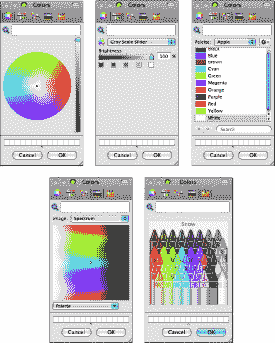 Colors
Cancel OK
Colors
Gray Scale Slider
Brightness
100 %
Cancel OK
Colors
Palette: Apple
Black
Blue
Brown
Cyan
Green
Magenta
Orange
Purple
Red
Yellow
White
Search
Cancel OK
Colors
Image: Spectrum
Palette
Cancel OK
Colors
Snow
Cancel OK